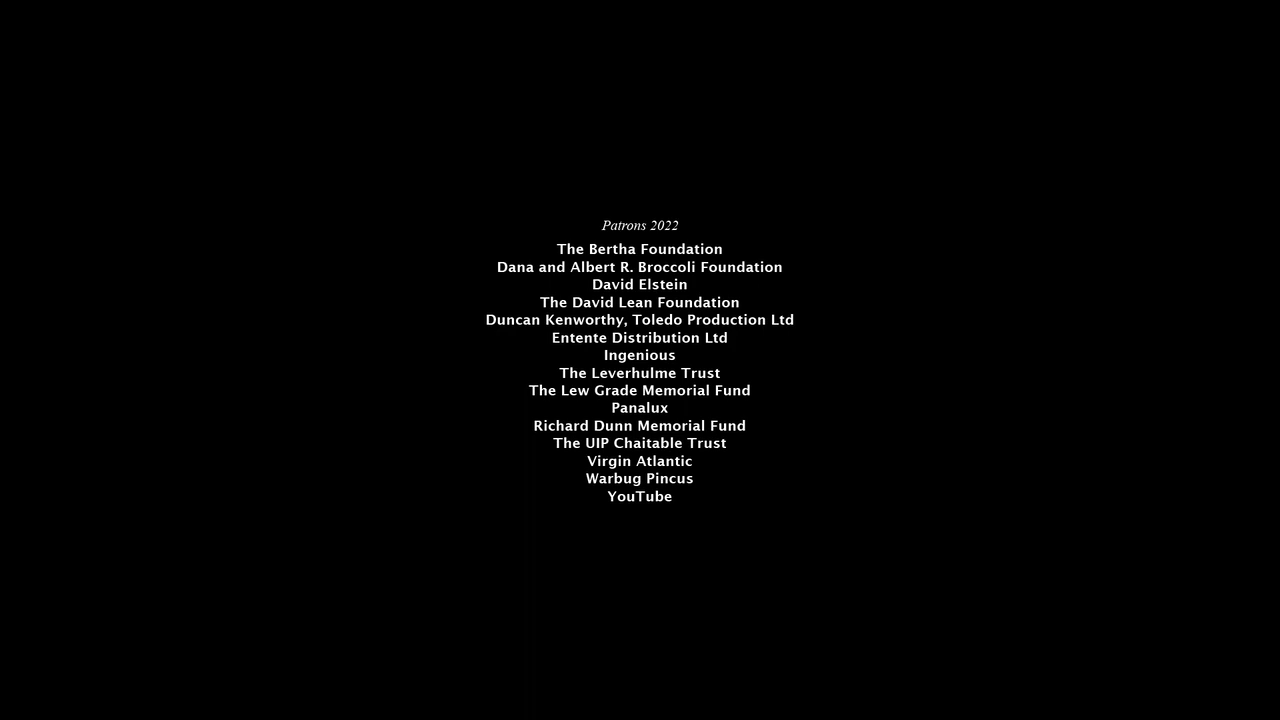 Patrons 2022
The Bertha Foundation
Dana and Albert R. Broccoli Foundation
David Elstein
The David Lean Foundation
Duncan Kenworthy, Toledo Production Ltd
Entente Distribution Ltd
Ingenious
The Leverhulme Trust
The Lew Grade Memorial Fund
Panalux
Richard Dunn Memorial Fund
The UIP Chaitable Trust
Virgin Atlantic
Warbug Pincus
YouTube